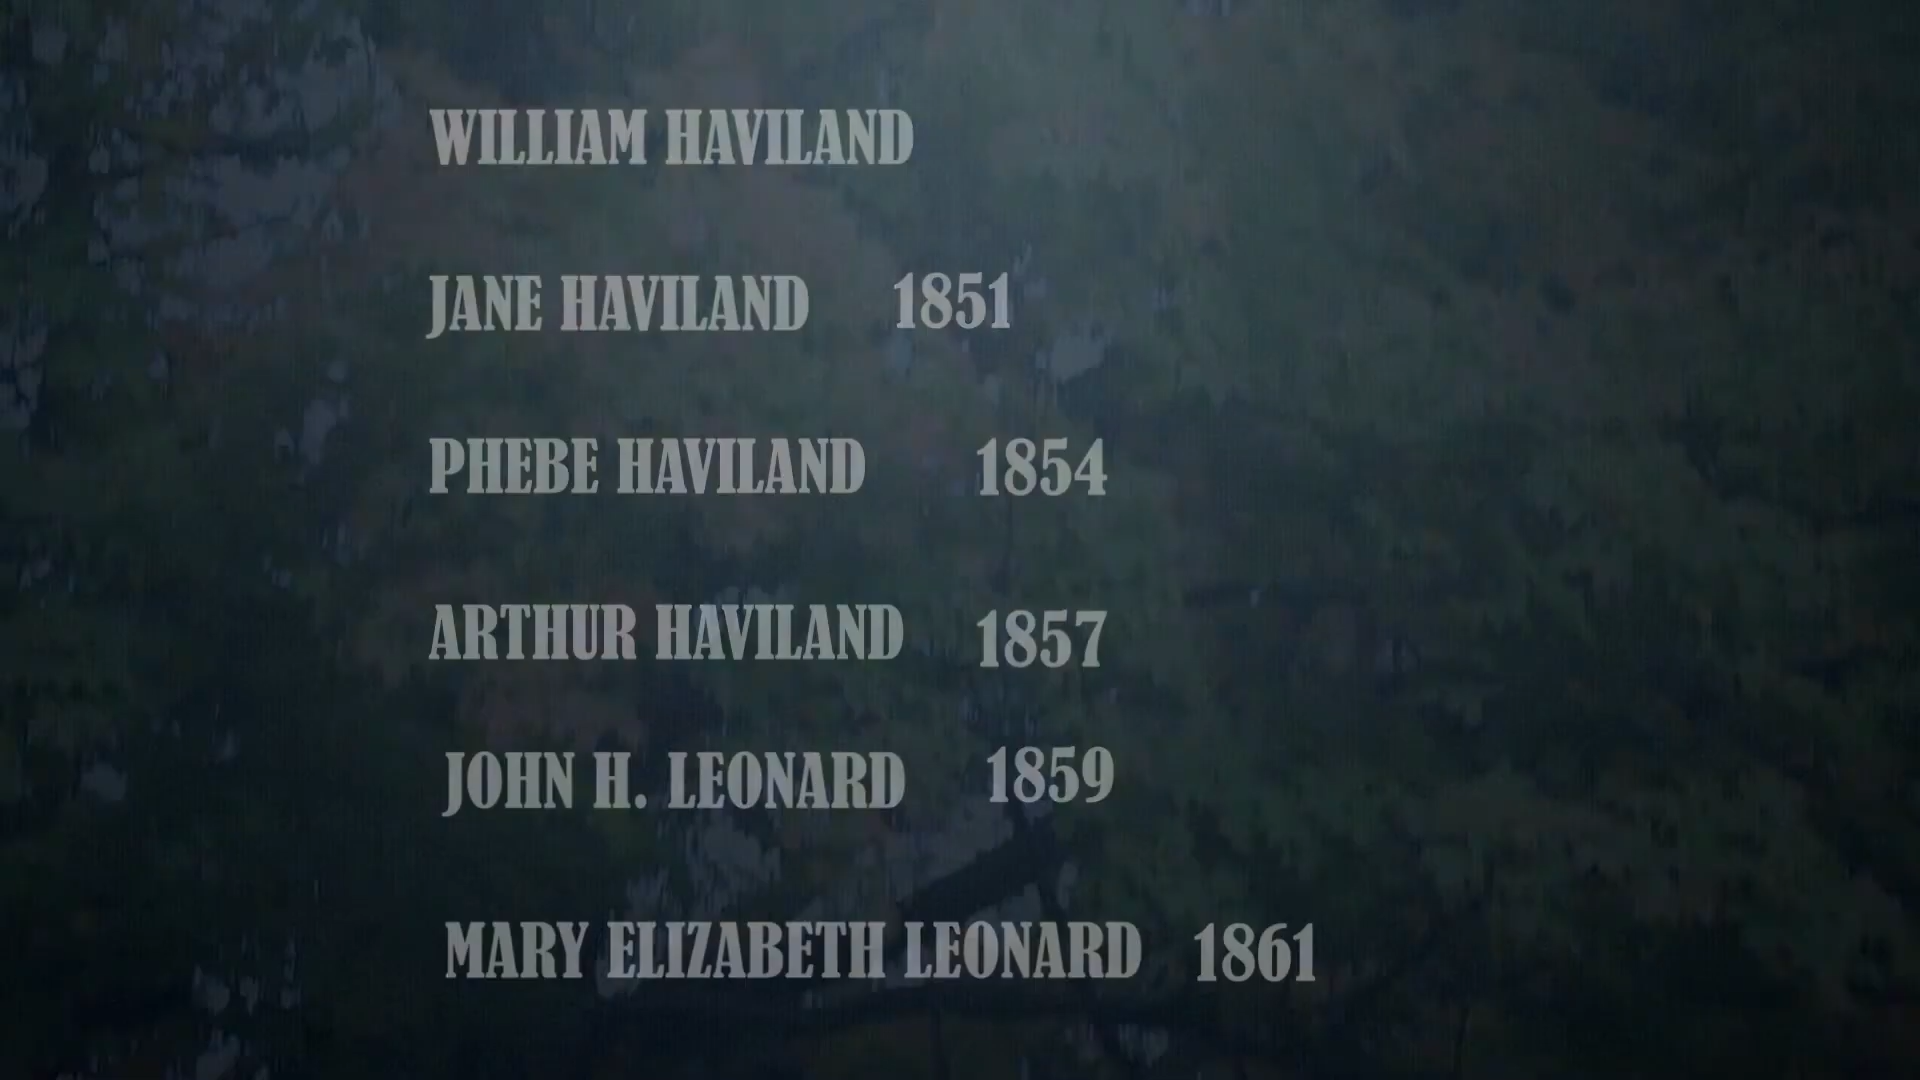 WILLIAM HAVILAND
JANE HAVILAND 1851
PHEBE HAVILAND 1854
ARTHUR HAVILAND 1857
JOHN H. LEONARD 1859
MARY ELIZABETH LEONARD 1861